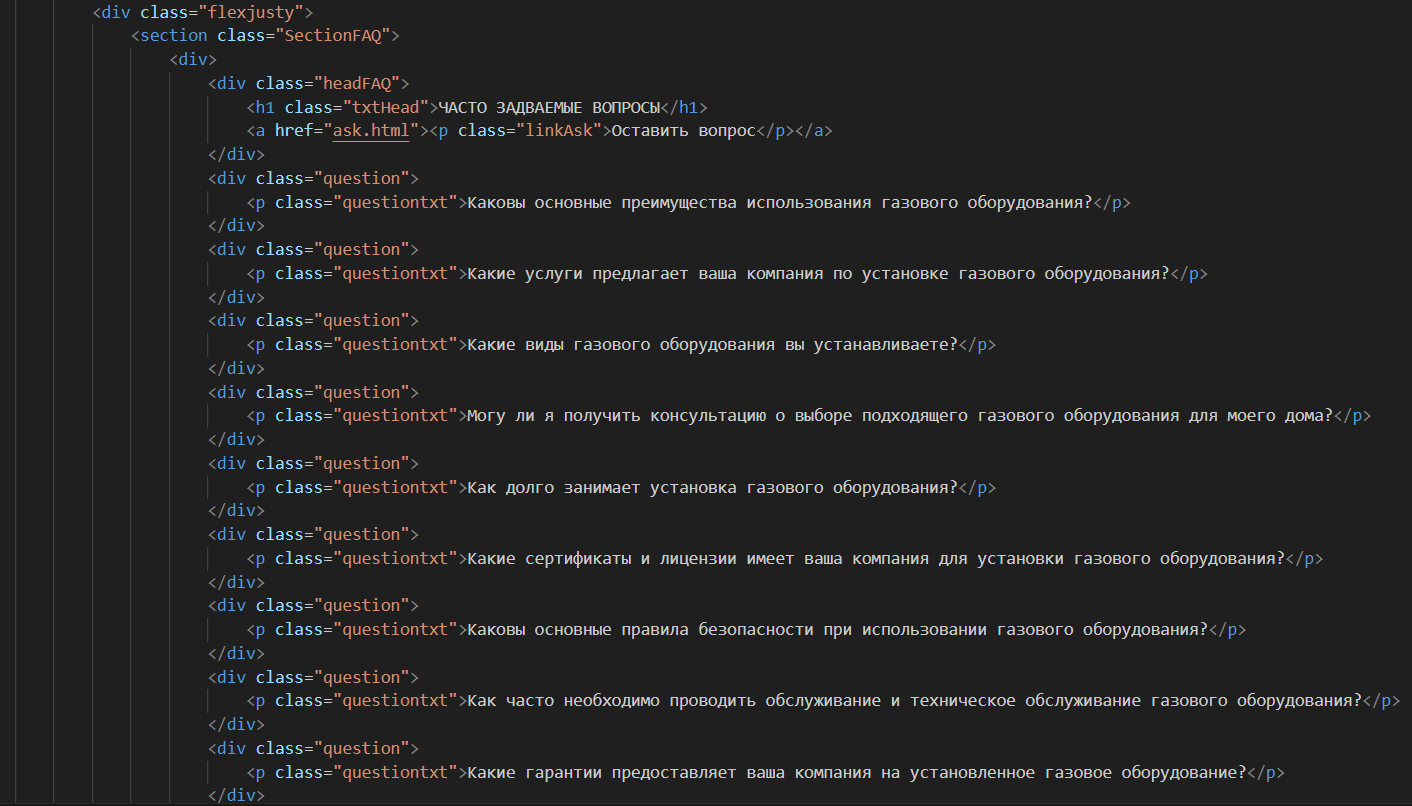 <div class="flexjusty">
<section class="SectionFAQ">
<div>
<div class="headFAQ">
<h1 class="txtHead">ЧАСТО ЗАДВАЕМЫЕ ВОПРОСЫ</h1>
<a href="ask.html"><p class="linkAsk">Оставить вопрос</p></a>
</div>
<div class="question">
<p class="questiontxt">Каковы основные преимущества использования газового оборудования?</p>
</div>
<div class="question">
<p class="questiontxt">Какие услуги предлагает ваша компания по установке газового оборудования?</p>
</div>
<div class="question">
<p class="questiontxt">Какие виды газового оборудования вы устанавливаете?</p>
</div>
<div class="question">
<p class="questiontxt">Могу ли я получить консультацию о выборе подходящего газового оборудования для моего дома?</p>
</div>
<div class="question">
<p class="questiontxt">Как долго занимает установка газового оборудования?</p>
</div>
<div class="question">
<p class="questiontxt">Какие сертификаты и лицензии имеет ваша компания для установки газового оборудования?</p>
</div>
<div class="question">
<p class="questiontxt">Каковы основные правила безопасности при использовании газового оборудования?</p>
</div>
<div class="question">
<p class="questiontxt">Как часто необходимо проводить обслуживание и техническое обслуживание газового оборудования?</p>
</div>
<div class="question">
<p class="questiontxt">Какие гарантии предоставляет ваша компания на установленное газовое оборудование?</p>
</div>